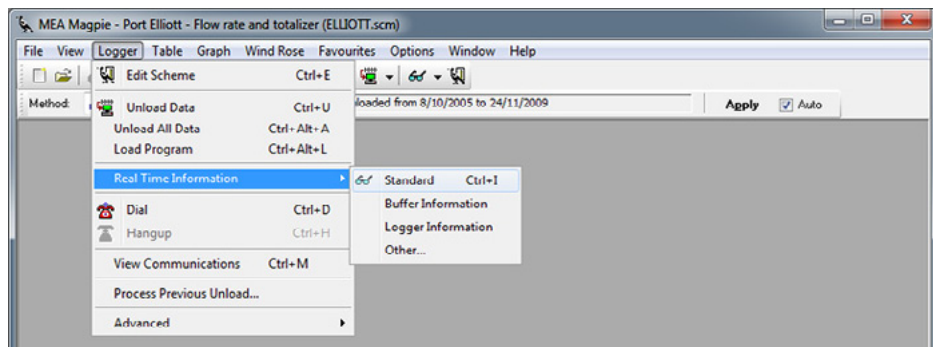 MEA Magpie - Port Elliott - Flow rate and totalizer (ELLIOTT.scm)
File View Logger Table Graph Wind Rose Favourites Options Window Help
Edit Scheme Ctrl+E
Method: loaded from 8/10/2005 to 24/11/2009 Apply Auto
Unload Data Ctrl+U
Unload All Data Ctrl+Alt+A
Load Program Ctrl+Alt+L
Real Time Information
Standard Ctrl+I
Buffer Information
Logger Information
Other...
Dial Ctrl+D
Hangup Ctrl+H
View Communications Ctrl+M
Process Previous Unload...
Advanced